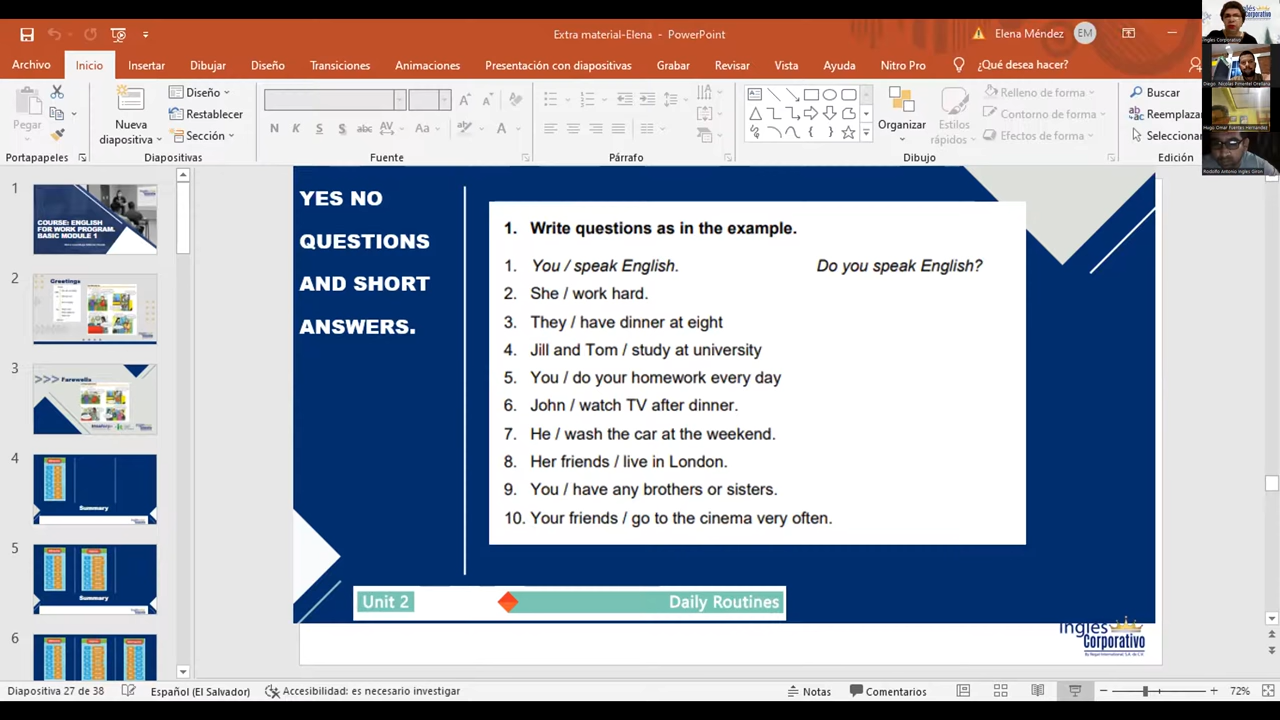 Extra material-Elena - PowerPoint
Elena Méndez
EM
Archivo
Inicio
Insertar
Dibujar
Diseño
Transiciones
Animaciones
Presentación con diapositivas
Grabar
Revisar
Vista
Ayuda
Nitro Pro
¿Qué desea hacer?
Pegar
Nueva diapositiva
Diseño
Restablecer
Sección
Organizar
Estilos rápidos
Relleno de forma
Contorno de forma
Efectos de forma
Buscar
Reemplaza
Seleccionar
Portapapeles
Diapositivas
Fuente
Párrafo
Dibujo
Edición
1
COURSE: ENGLISH
FOR WORK PROGRAM.
BASIC MODULE 1
2
Greetings
3
Farewells
4
Summary
5
Summary
6
YES NO
QUESTIONS
AND SHORT
ANSWERS.
1. Write questions as in the example.
1. You / speak English. Do you speak English?
2. She / work hard.
3. They / have dinner at eight
4. Jill and Tom / study at university
5. You / do your homework every day
6. John / watch TV after dinner.
7. He / wash the car at the weekend.
8. Her friends / live in London.
9. You / have any brothers or sisters.
10. Your friends / go to the cinema very often.
Unit 2
Daily Routines
Inglés
Corporativo
Diapositiva 27 de 38
Español (El Salvador)
Accesibilidad: es necesario investigar
Notas
Comentarios
72%